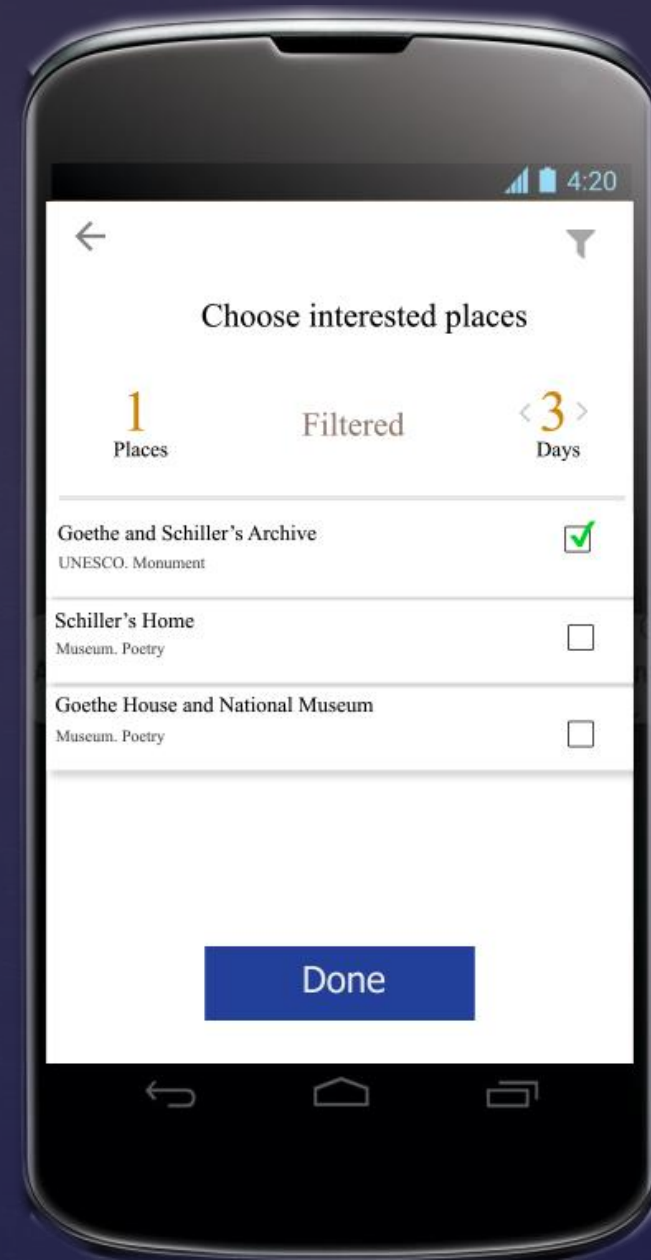 4:20
Choose interested places
1
Places
Filtered
< 3 >
Days
Goethe and Schiller’s Archive
UNESCO. Monument
Schiller’s Home
Museum. Poetry
Goethe House and National Museum
Museum. Poetry
Done